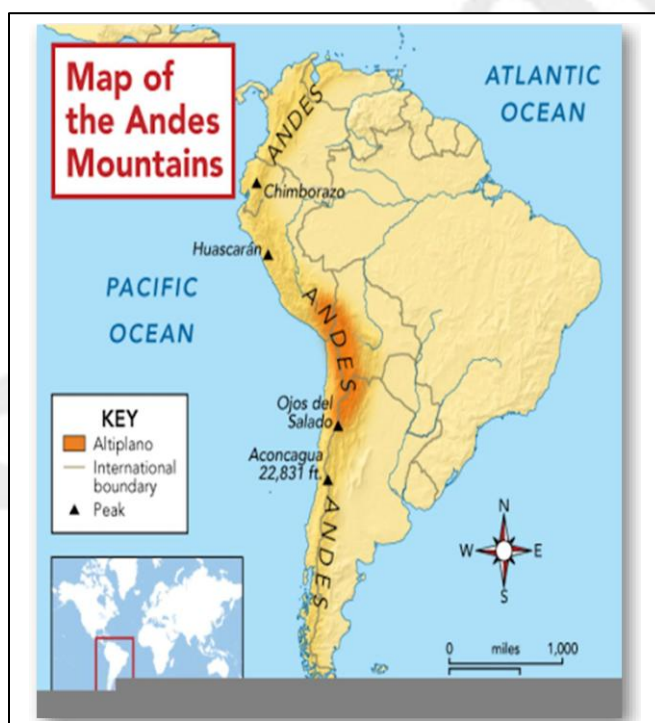 Map of
the Andes
Mountains
ATLANTIC
OCEAN
ANDES
Chimborazo
Huascarán
PACIFIC
OCEAN
ANDES
Ojos del
Salado
Aconcagua
22,831 ft.
ANDES
KEY
Altiplano
International
boundary
Peak
N
W
E
S
0 miles 1,000